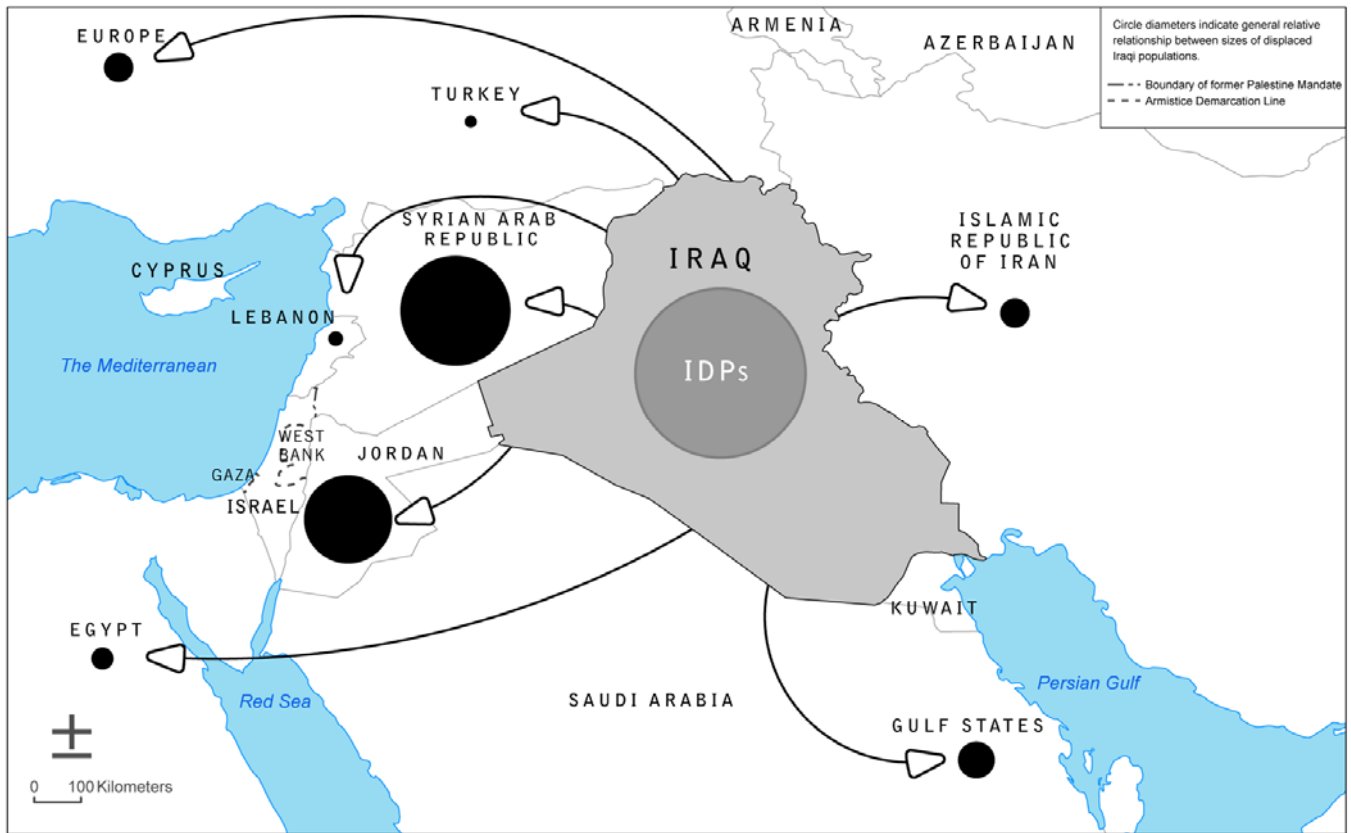 EUROPE
ARMENIA
AZERBAIJAN
Circle diameters indicate general relative
relationship between sizes of displaced
Iraqi populations.
Boundary of former Palestine Mandate
Armistice Demarcation Line
TURKEY
SYRIAN ARAB
REPUBLIC
ISLAMIC
REPUBLIC
OF IRAN
IRAQ
CYPRUS
LEBANON
The Mediterranean
IDPs
WEST
BANK
JORDAN
GAZA
ISRAEL
KUWAIT
EGYPT
Red Sea
SAUDI ARABIA
Persian Gulf
GULF STATES
0 100 Kilometers